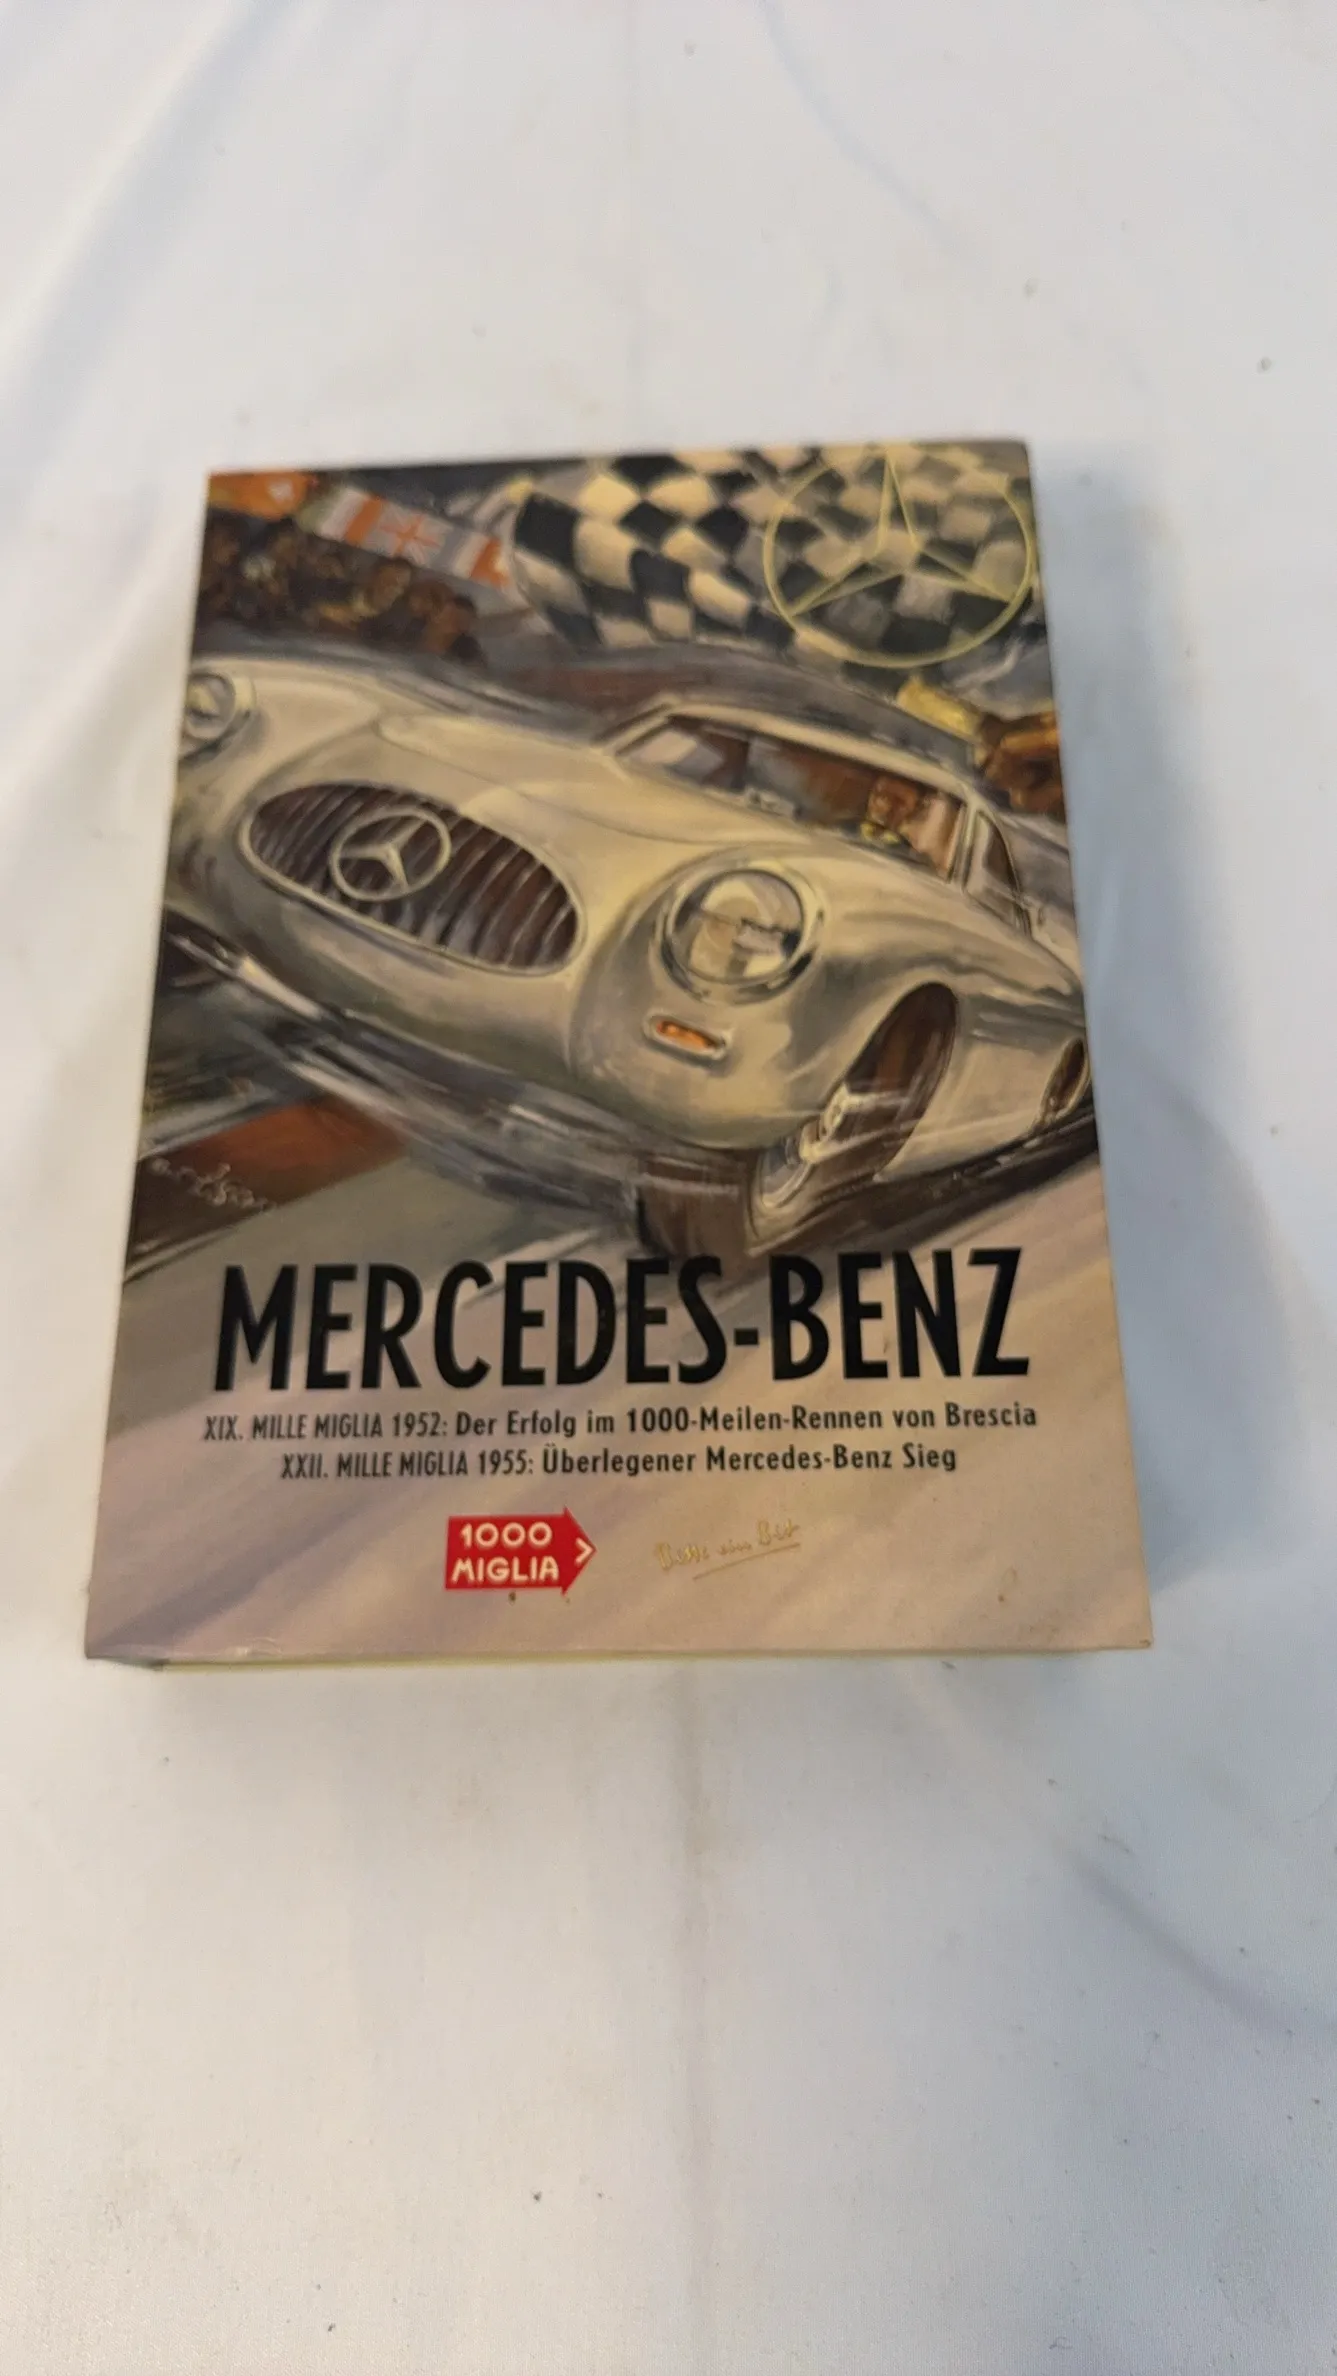 MERCEDES-BENZ
XIX. MILLE MIGLIA 1952: Der Erfolg im 1000-Meilen-Rennen von Brescia
XXII. MILLE MIGLIA 1955: Überlegener Mercedes-Benz Sieg
1000
MIGLIA